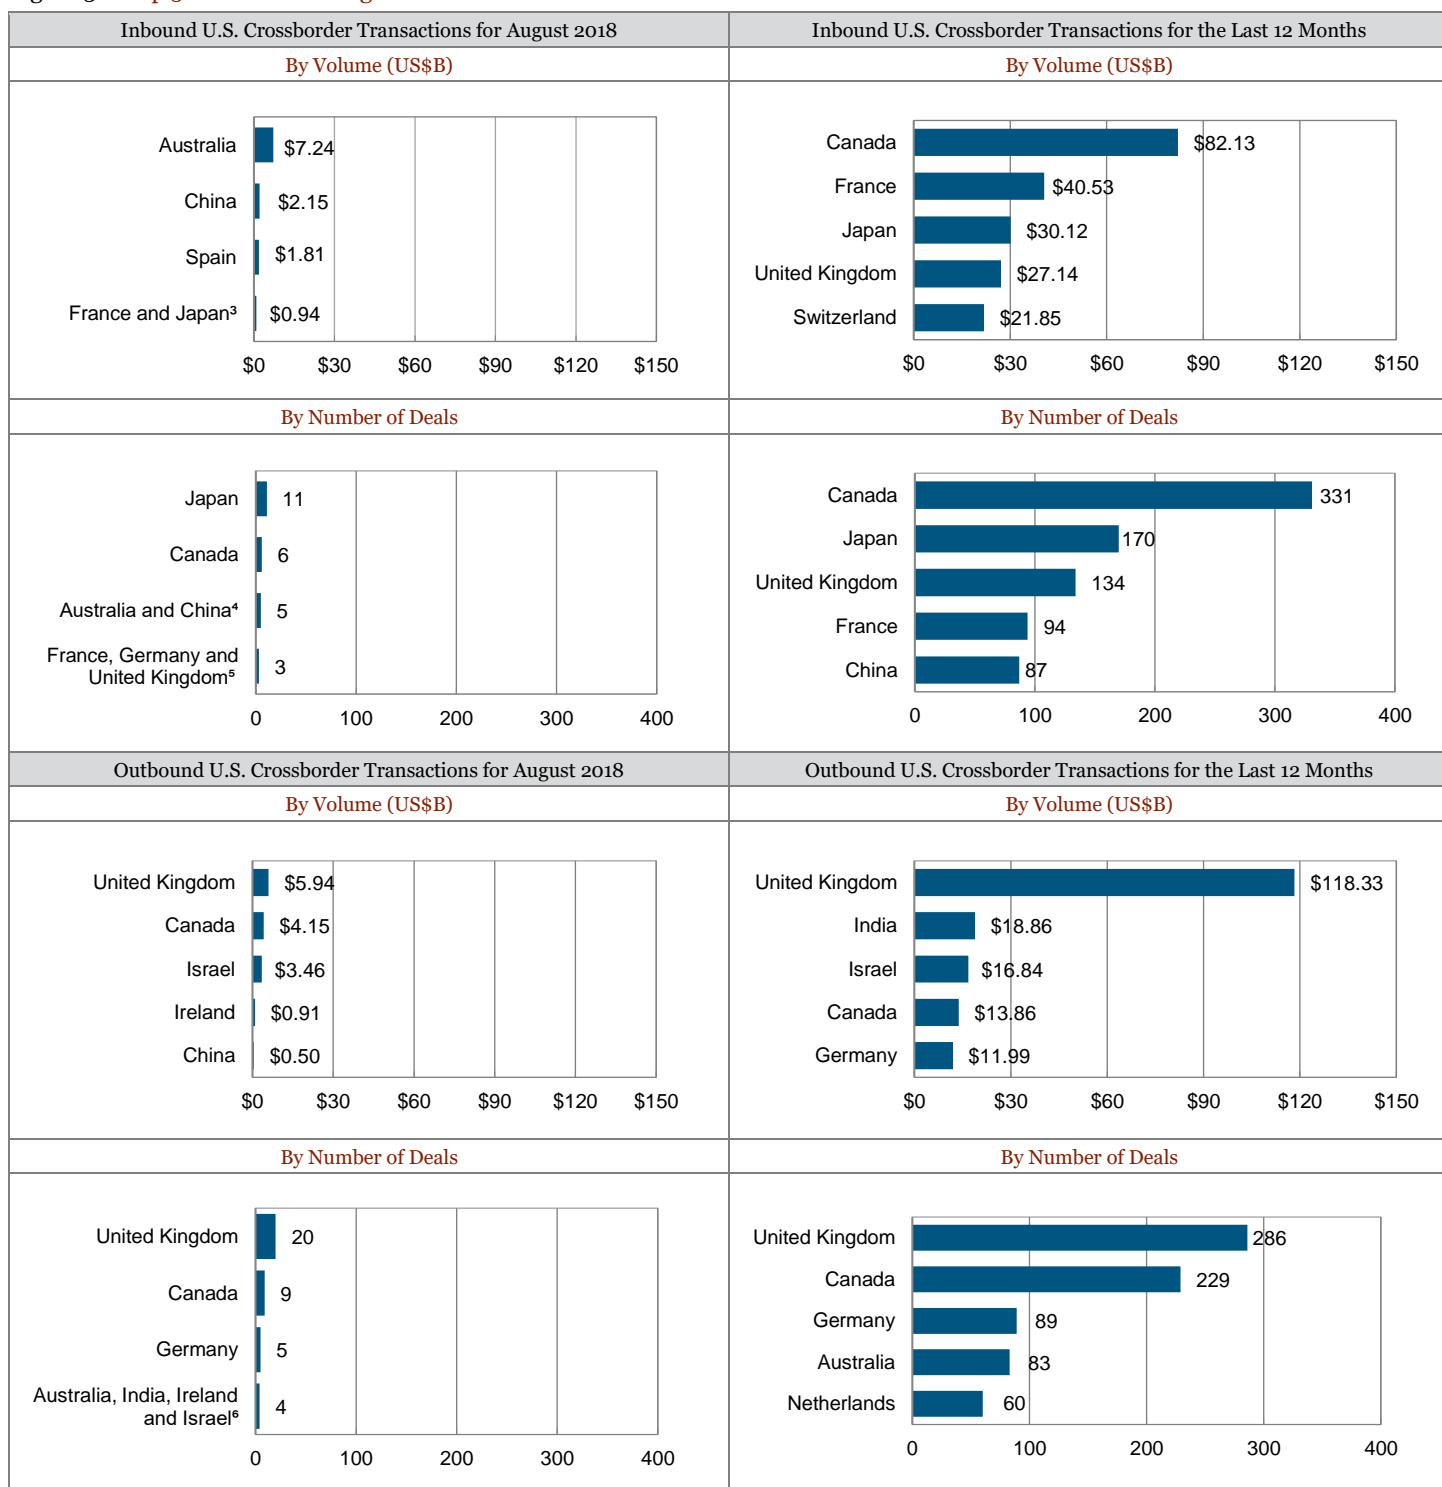 Inbound U.S. Crossborder Transactions for August 2018
By Volume (US$B)
Australia $7.24
China $2.15
Spain $1.81
France and Japan³ $0.94
$0 $30 $60 $90 $120 $150
By Number of Deals
Japan 11
Canada 6
Australia and China⁴ 5
France, Germany and
United Kingdom⁵ 3
0 100 200 300 400
Inbound U.S. Crossborder Transactions for the Last 12 Months
By Volume (US$B)
Canada $82.13
France $40.53
Japan $30.12
United Kingdom $27.14
Switzerland $21.85
$0 $30 $60 $90 $120 $150
By Number of Deals
Canada 331
Japan 170
United Kingdom 134
France 94
China 87
0 100 200 300 400
Outbound U.S. Crossborder Transactions for August 2018
By Volume (US$B)
United Kingdom $5.94
Canada $4.15
Israel $3.46
Ireland $0.91
China $0.50
$0 $30 $60 $90 $120 $150
By Number of Deals
United Kingdom 20
Canada 9
Germany 5
Australia, India, Ireland
and Israel⁶ 4
0 100 200 300 400
Outbound U.S. Crossborder Transactions for the Last 12 Months
By Volume (US$B)
United Kingdom $118.33
India $18.86
Israel $16.84
Canada $13.86
Germany $11.99
$0 $30 $60 $90 $120 $150
By Number of Deals
United Kingdom 286
Canada 229
Germany 89
Australia 83
Netherlands 60
0 100 200 300 400